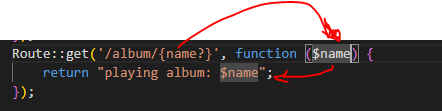 Route::get('/album/{name?}', function ($name) {
    return "playing album: $name";
});